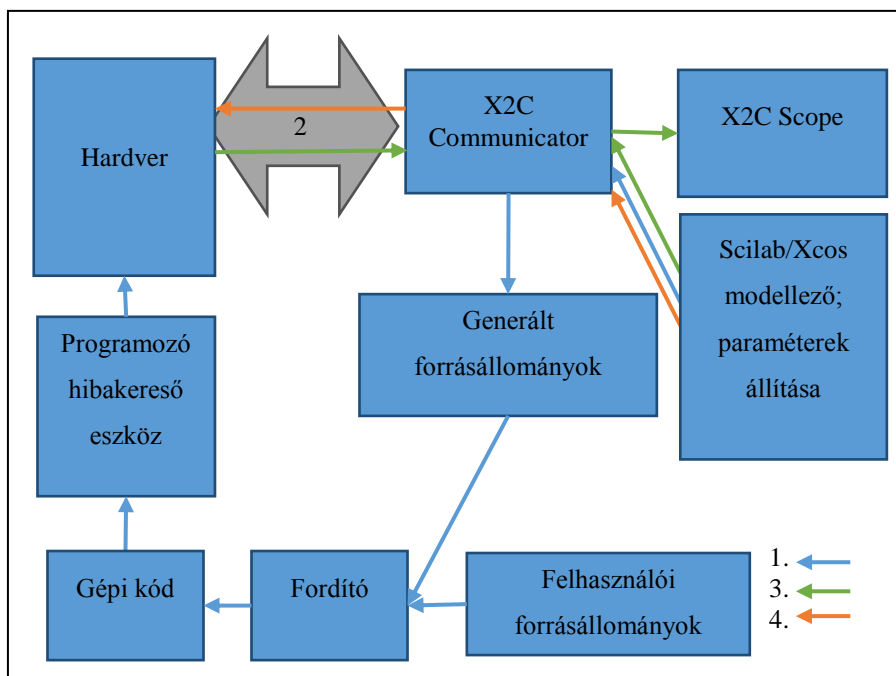 Hardver
2
X2C
Communicator
X2C Scope
Scilab/Xcos
modellező;
paraméterek
állítása
Generált
forrásállományok
Programozó
hibakereső
eszköz
Gépi kód
Fordító
Felhasználói
forrásállományok
1.
3.
4.